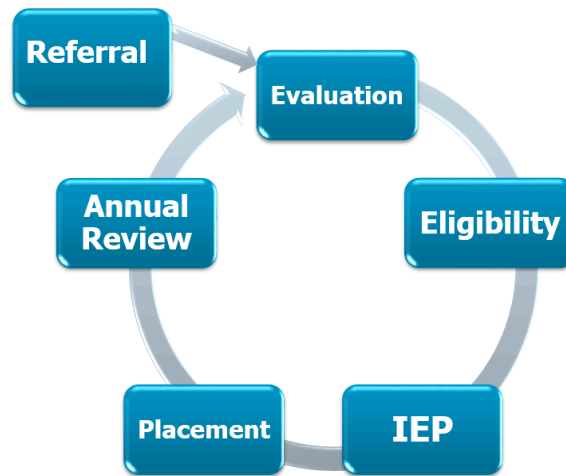 Referral
Evaluation
Eligibility
IEP
Placement
Annual
Review